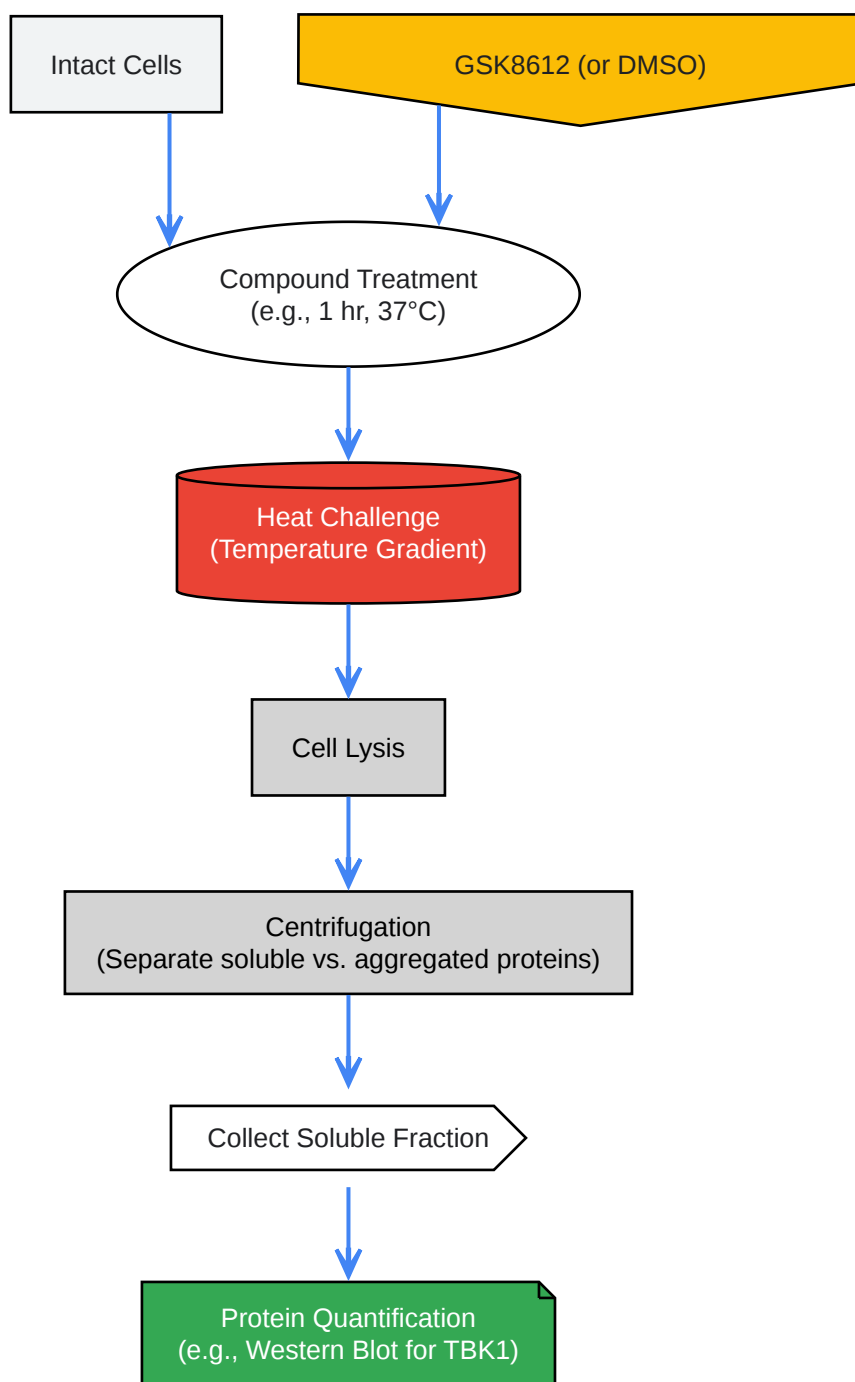 Intact Cells
GSK8612 (or DMSO)
Compound Treatment
(e.g., 1 hr, 37°C)
Heat Challenge
(Temperature Gradient)
Cell Lysis
Centrifugation
(Separate soluble vs. aggregated proteins)
Collect Soluble Fraction
Protein Quantification
(e.g., Western Blot for TBK1)